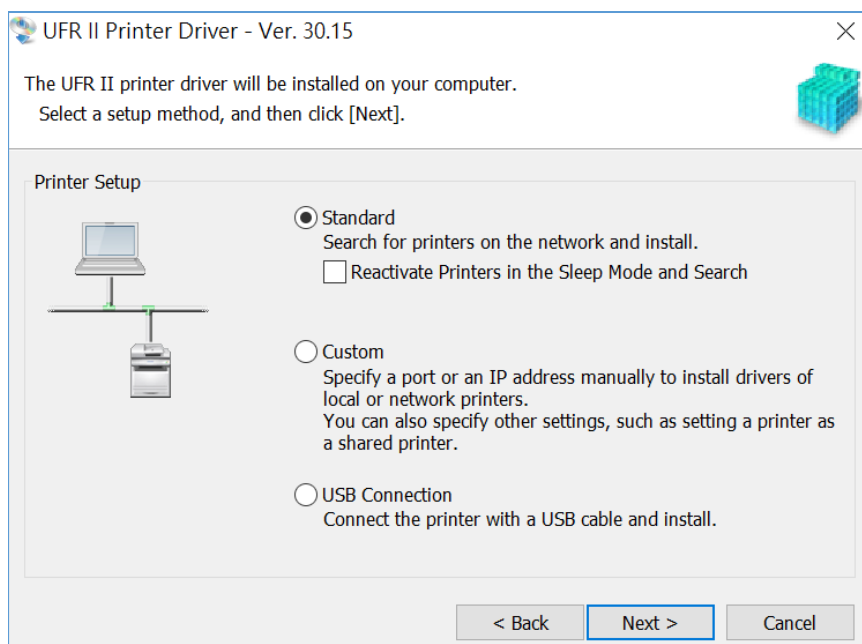 UFR II Printer Driver - Ver. 30.15
The UFR II printer driver will be installed on your computer.
Select a setup method, and then click [Next].
Printer Setup
Standard
Search for printers on the network and install.
Reactivate Printers in the Sleep Mode and Search
Custom
Specify a port or an IP address manually to install drivers of
local or network printers.
You can also specify other settings, such as setting a printer as
a shared printer.
USB Connection
Connect the printer with a USB cable and install.
< Back
Next >
Cancel